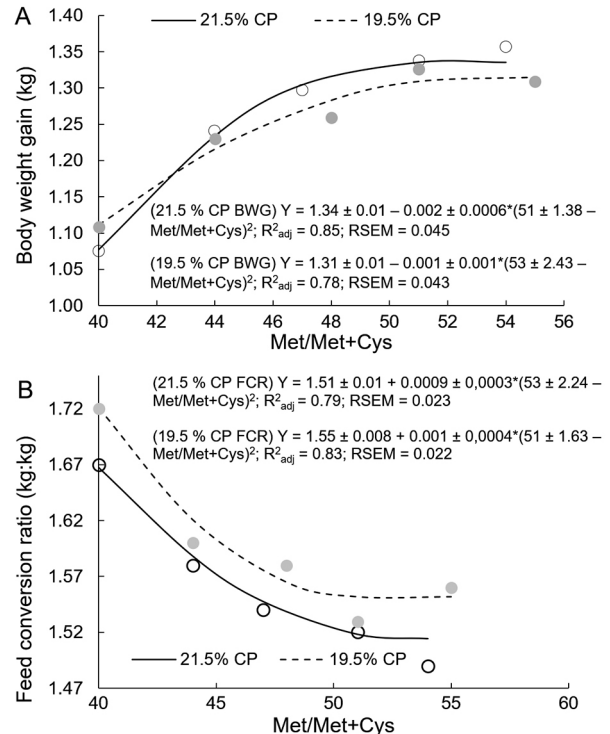 A
21.5% CP
19.5% CP
Body weight gain (kg)
1.40
1.35
1.30
1.25
1.20
1.15
1.10
1.05
1.00
(21.5 % CP BWG) Y = 1.34 ± 0.01 – 0.002 ± 0.0006*(51 ± 1.38 –
Met/Met+Cys)²; R²adj = 0.85; RSEM = 0.045
(19.5 % CP BWG) Y = 1.31 ± 0.01 – 0.001 ± 0.001*(53 ± 2.43 –
Met/Met+Cys)²; R²adj = 0.78; RSEM = 0.043
40 42 44 46 48 50 52 54 56
Met/Met+Cys
B
Feed conversion ratio (kg:kg)
1.72
1.67
1.62
1.57
1.52
1.47
(21.5 % CP FCR) Y = 1.51 ± 0.01 + 0.0009 ± 0,0003*(53 ± 2.24 –
Met/Met+Cys)²; R²adj = 0.79; RSEM = 0.023
(19.5 % CP FCR) Y = 1.55 ± 0.008 + 0.001 ± 0,0004*(51 ± 1.63 –
Met/Met+Cys)²; R²adj = 0.83; RSEM = 0.022
21.5% CP
19.5% CP
40 45 50 55 60
Met/Met+Cys